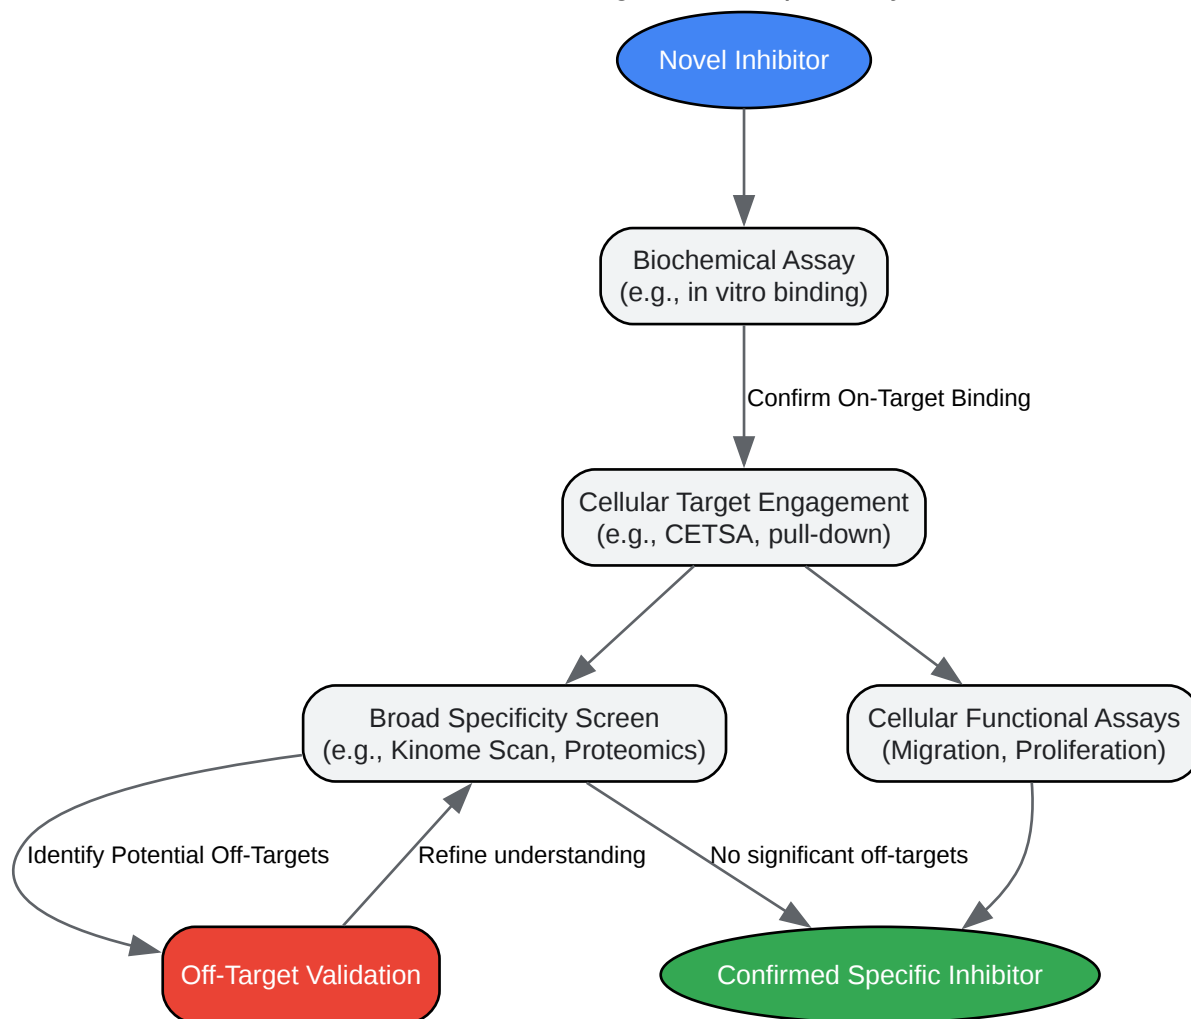 Novel Inhibitor
Biochemical Assay
(e.g., in vitro binding)
Confirm On-Target Binding
Cellular Target Engagement
(e.g., CETSA, pull-down)
Broad Specificity Screen
(e.g., Kinome Scan, Proteomics)
Cellular Functional Assays
(Migration, Proliferation)
Identify Potential Off-Targets
Refine understanding
No significant off-targets
Off-Target Validation
Confirmed Specific Inhibitor